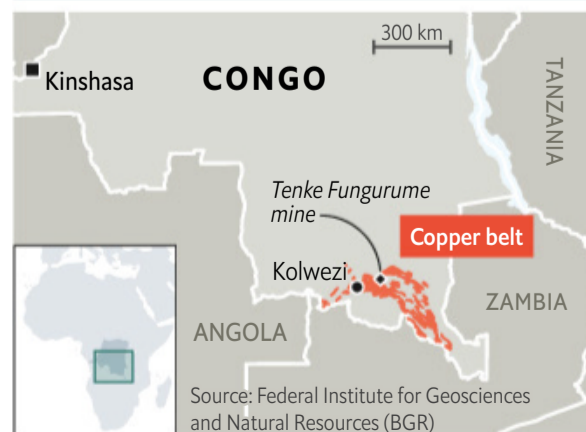 300 km
Kinshasa
CONGO
TANZANIA
Tenke Fungurume
mine
Copper belt
Kolwezi
ZAMBIA
ANGOLA
Source: Federal Institute for Geosciences
and Natural Resources (BGR)